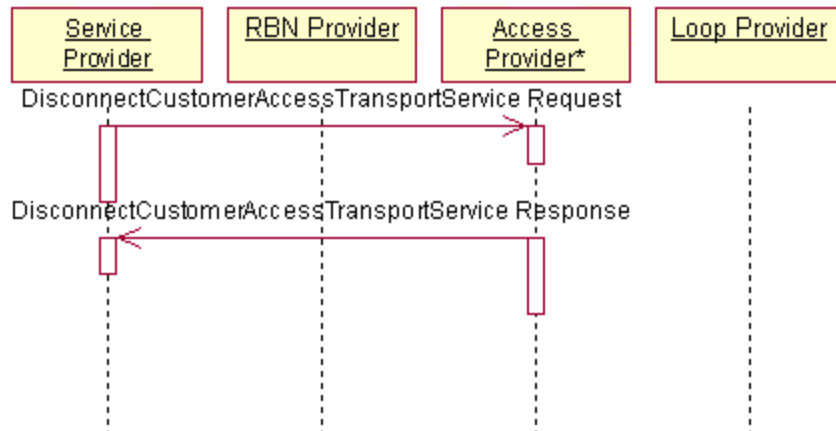 Service
Provider
RBN Provider
Access
Provider*
Loop Provider
DisconnectCustomerAccessTransportService Request
DisconnectCustomerAccessTransportService Response